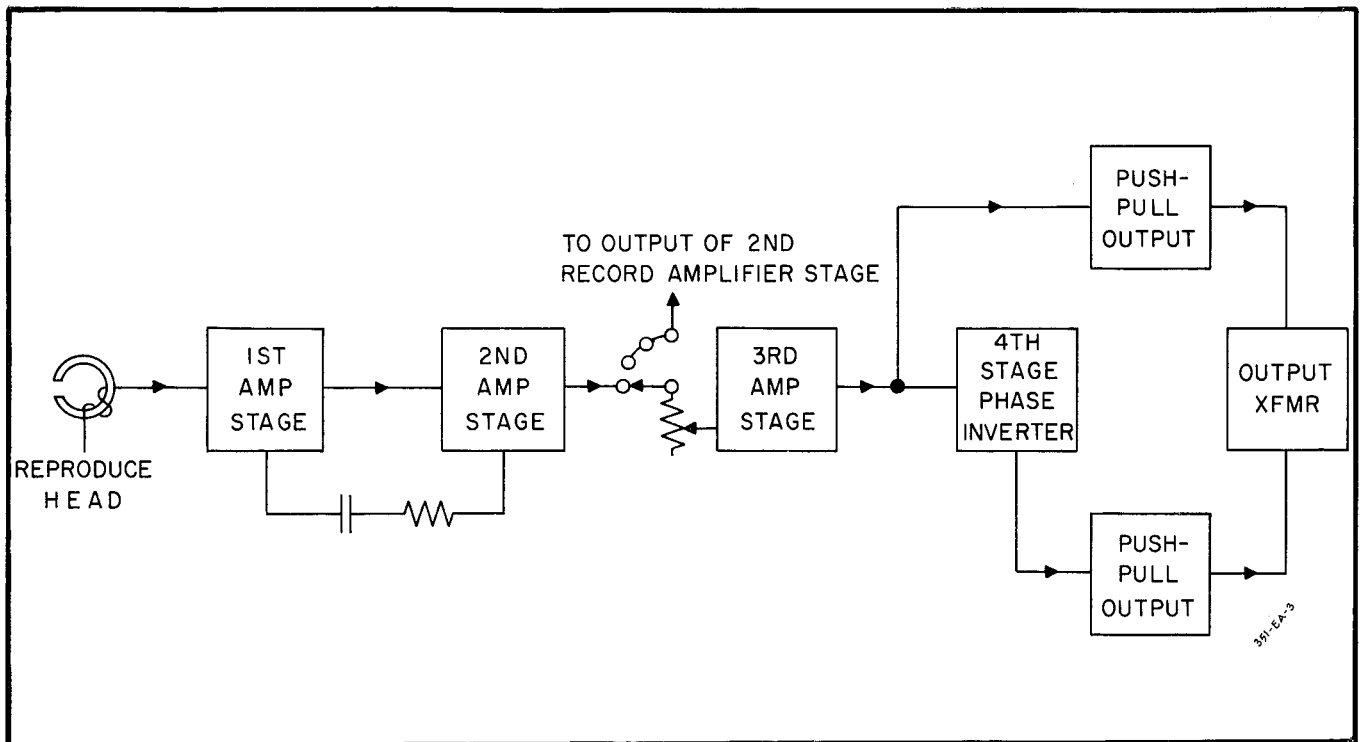 TO OUTPUT OF 2ND
RECORD AMPLIFIER STAGE
REPRODUCE
HEAD
1ST
AMP
STAGE
2ND
AMP
STAGE
3RD
AMP
STAGE
4TH
STAGE
PHASE
INVERTER
PUSH-
PULL
OUTPUT
PUSH-
PULL
OUTPUT
OUTPUT
XFMR
351-EA-3